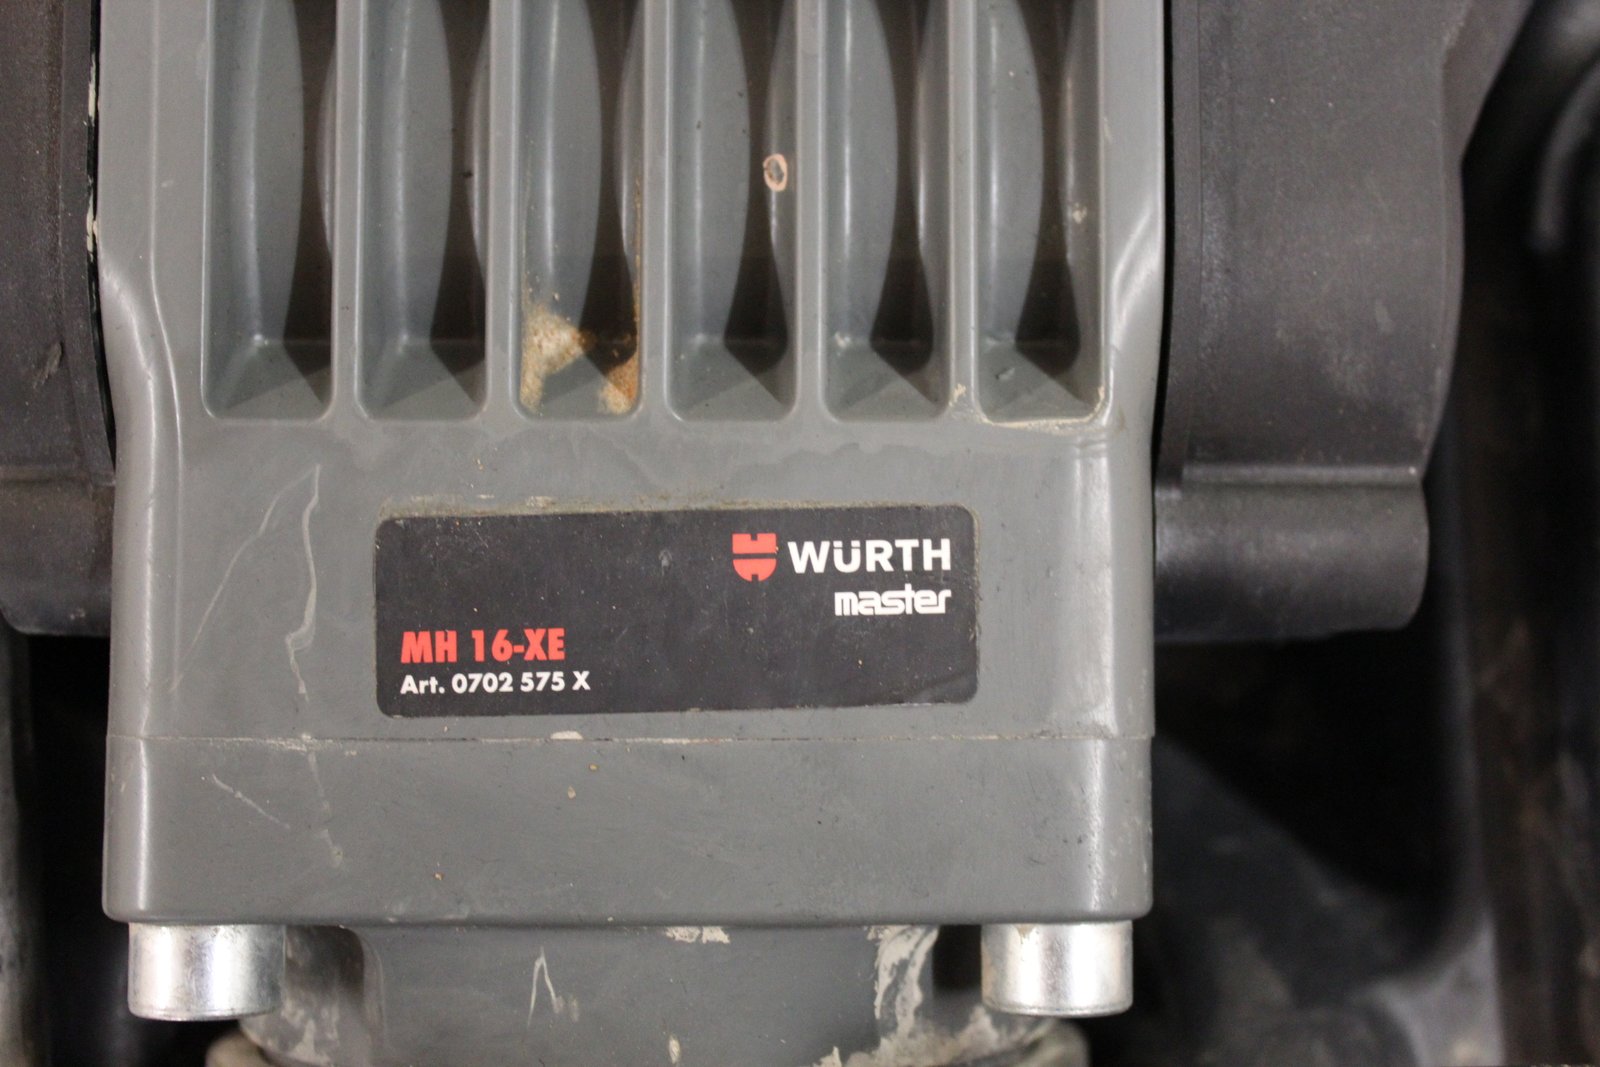 WÜRTH
master
MH 16-XE
Art. 0702 575 X